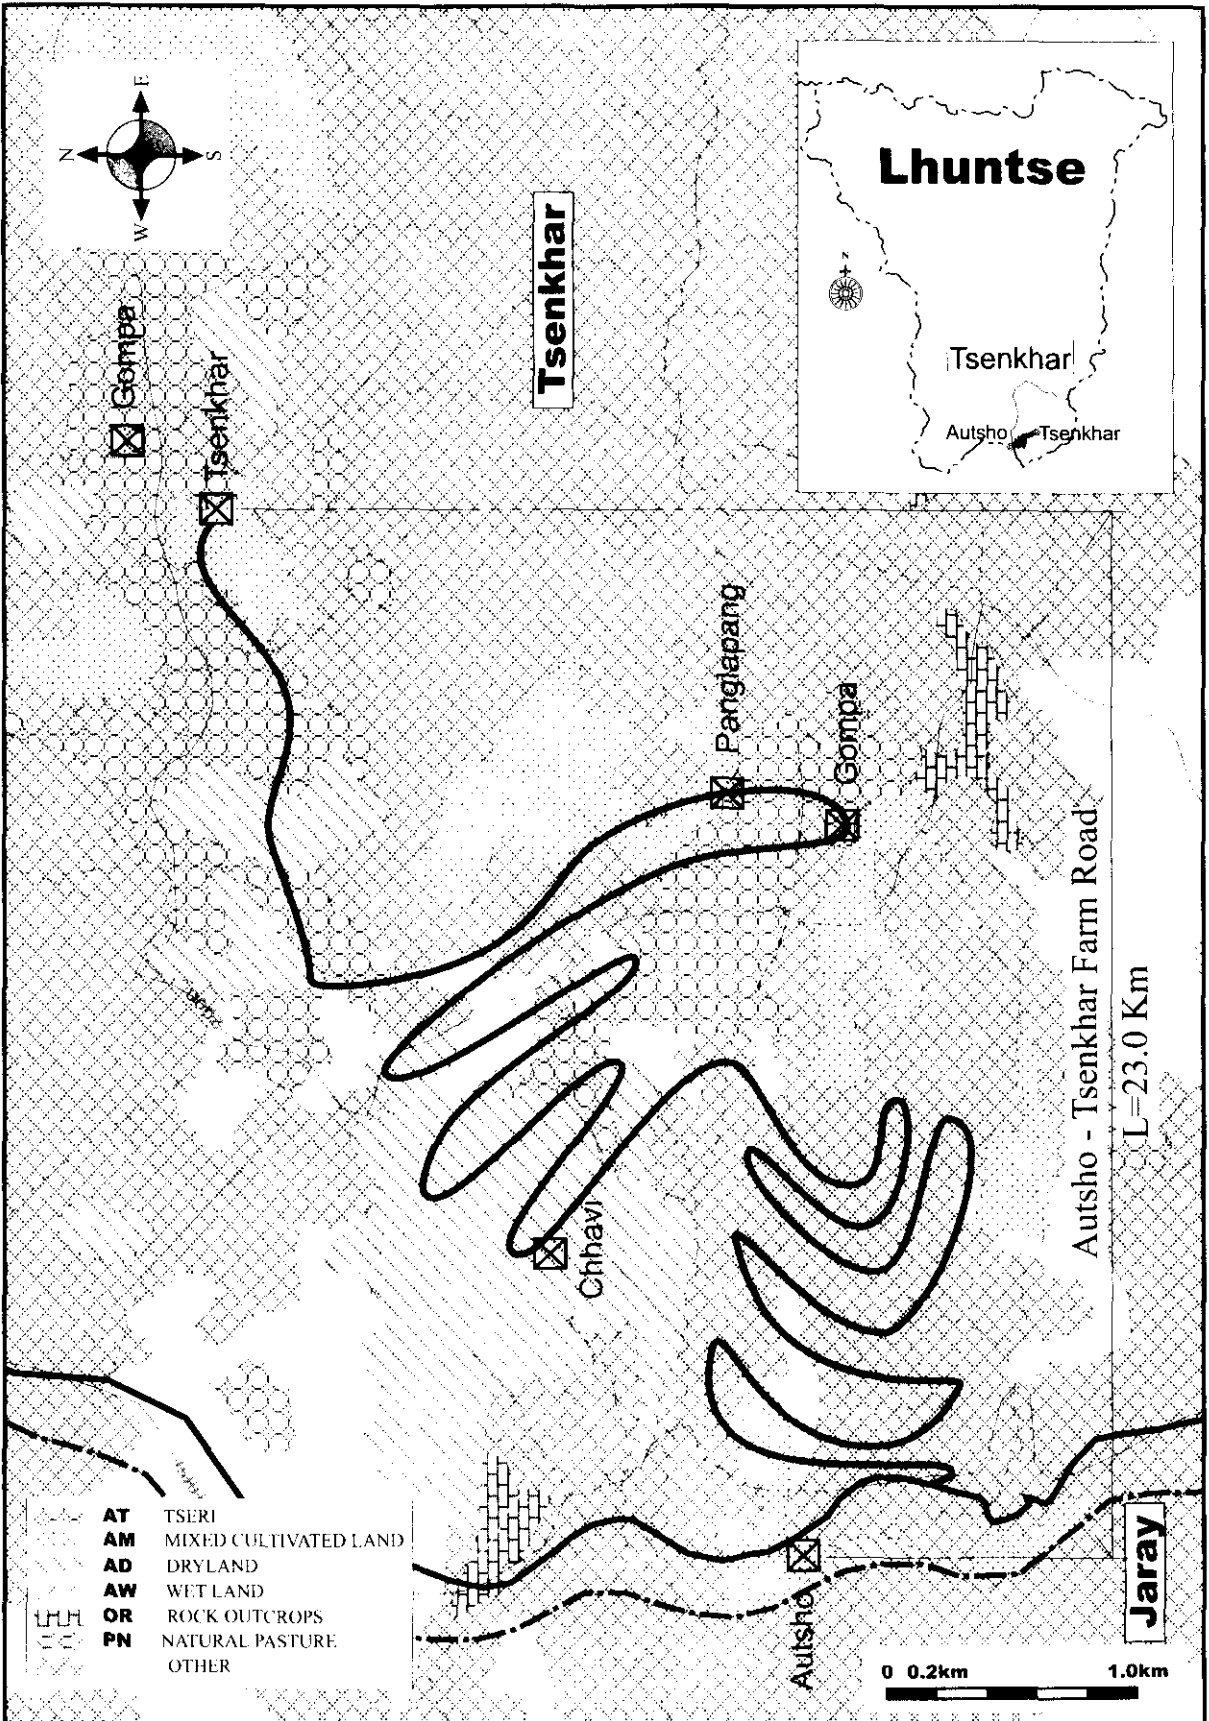 N
E
W
S
Gompa
Tsenkhar
Tsenkhar
Lhuntse
N
Tsenkhar
Autsho
Tsenkhar
Panglapang
Gompa
Chhavi
Autsho - Tsenkhar Farm Road
L=23.0 Km
Autsho
Jaray
AT TSERI
AM MIXED CULTIVATED LAND
AD DRYLAND
AW WET LAND
OR ROCK OUTCROPS
PN NATURAL PASTURE
OTHER
0 0.2km 1.0km